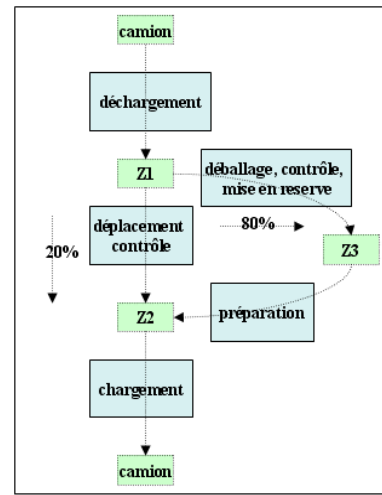 camion
déchargement
Z1
déballage, contrôle,
mise en reserve
déplacement
contrôle
20%
80%
Z3
Z2
préparation
chargement
camion